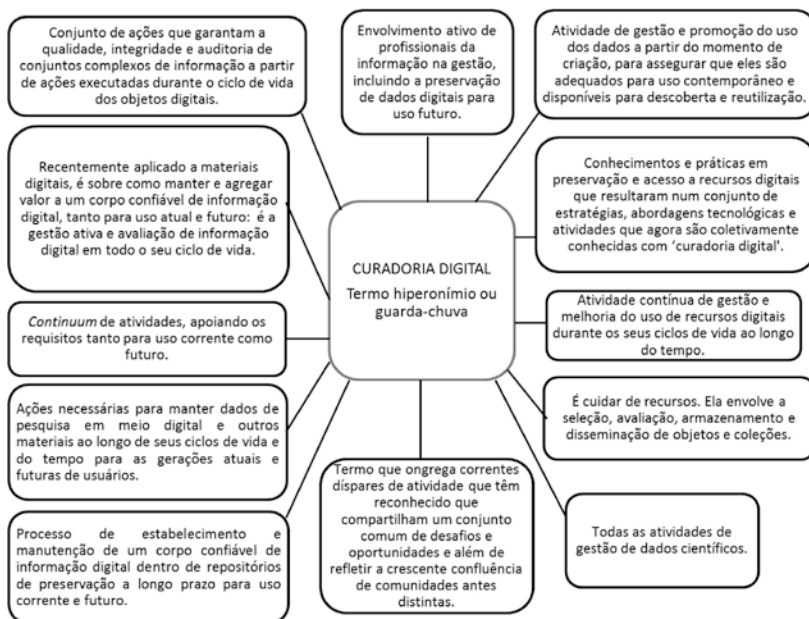 Conjunto de ações que garantam a
qualidade, integridade e auditoria de
conjuntos complexos de informação a partir
de ações executadas durante o ciclo de vida
dos objetos digitais.
Envolvimento ativo de
profissionais da
informação na gestão,
incluindo a preservação
de dados digitais para
uso futuro.
Atividade de gestão e promoção do uso
dos dados a partir do momento de
criação, para assegurar que eles são
adequados para uso contemporâneo e
disponíveis para descoberta e reutilização.
Recentemente aplicado a materiais
digitais, é sobre como manter e agregar
valor a um corpo confiável de informação
digital, tanto para uso atual e futuro: é a
gestão ativa e avaliação de informação
digital em todo o seu ciclo de vida.
Conhecimentos e práticas em
preservação e acesso a recursos digitais
que resultaram num conjunto de
estratégias, abordagens tecnológicas e
atividades que agora são coletivamente
conhecidas com ‘curadoria digital'.
CURADORIA DIGITAL
Termo hiperonímio ou
guarda-chuva
Continuum de atividades, apoiando os
requisitos tanto para uso corrente como
futuro.
Atividade contínua de gestão e
melhoria do uso de recursos digitais
durante os seus ciclos de vida ao longo
do tempo.
Ações necessárias para manter dados de
pesquisa em meio digital e outros
materiais ao longo de seus ciclos de vida e
do tempo para as gerações atuais e
futuras de usuários.
É cuidar de recursos. Ela envolve a
seleção, avaliação, armazenamento e
disseminação de objetos e coleções.
Processo de estabelecimento e
manutenção de um corpo confiável de
informação digital dentro de repositórios
de preservação a longo prazo para uso
corrente e futuro.
Termo que ongrega correntes
díspares de atividade que têm
reconhecido que
compartilham um conjunto
comum de desafios e
oportunidades e além de
refletir a crescente confluência
de comunidades antes
distintas.
Todas as atividades de
gestão de dados científicos.